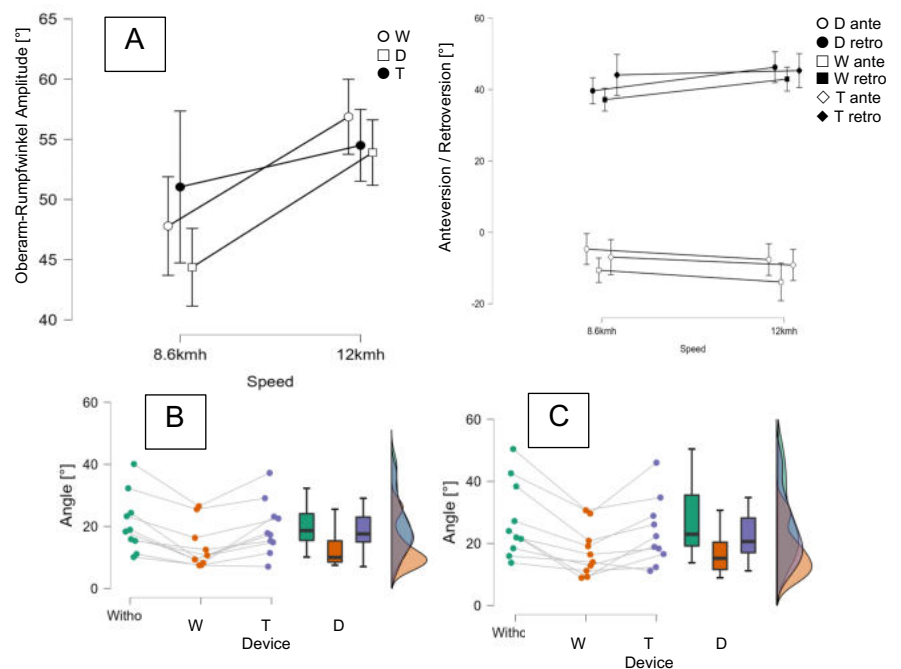 A
Oberarm-Rumpfwinkel Amplitude [°]
65
60
55
50
45
40
W
D
T
8.6kmh
12kmh
Speed
Anteversion / Retroversion [°]
60
40
20
0
-20
D ante
D retro
W ante
W retro
T ante
T retro
8.6kmh
12kmh
Speed
B
Angle [°]
60
40
20
0
Witho
W
T
D
Device
C
Angle [°]
60
40
20
0
Withc
W
T
D
Device